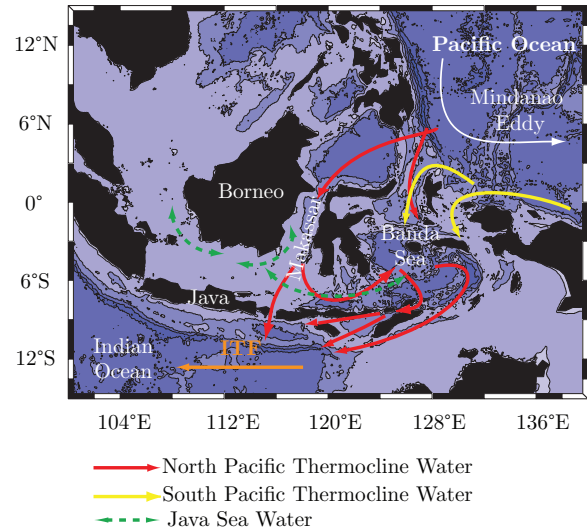 12°N
6°N
0°
6°S
12°S
Pacific Ocean
Mindanao
Eddy
Borneo
Makassar
Banda
Sea
Java
Indian
Ocean
ITF
104°E
112°E
120°E
128°E
136°E
North Pacific Thermocline Water
South Pacific Thermocline Water
Java Sea Water